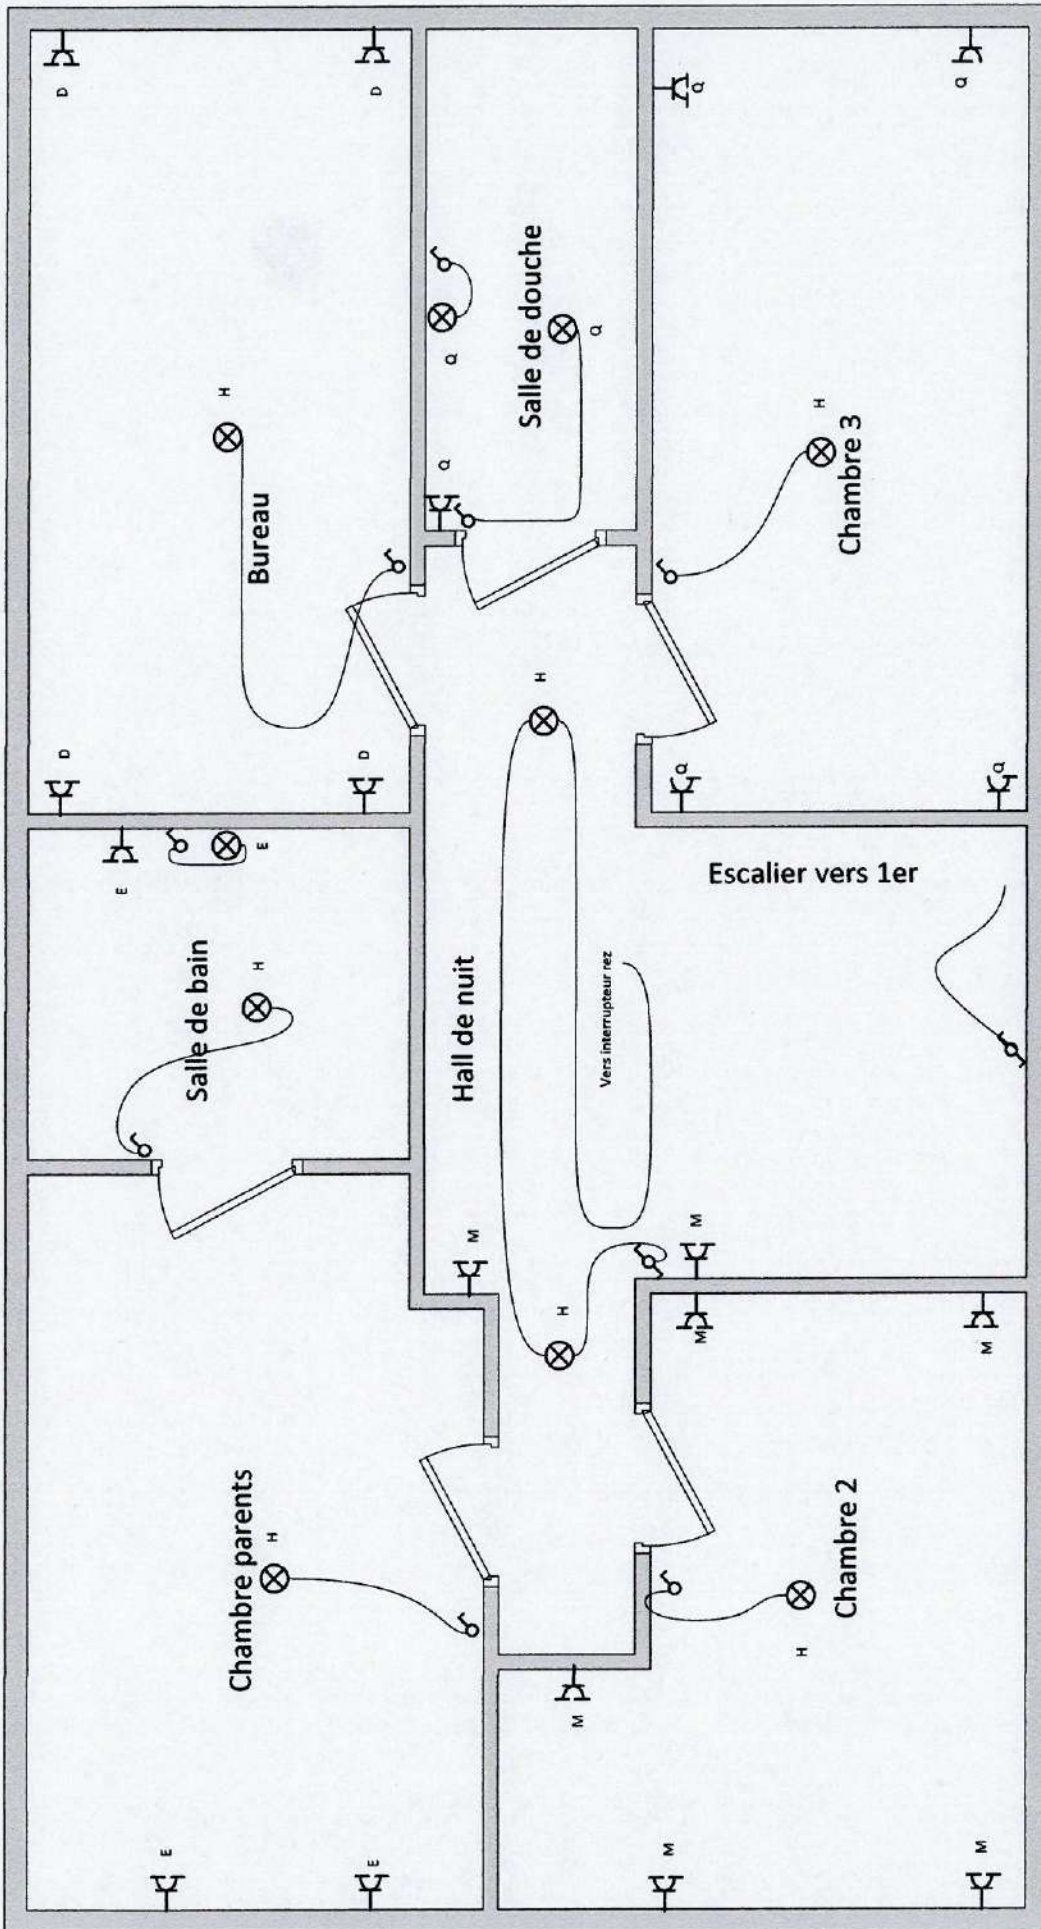 D
D
H
Bureau
D
D
Q
Q
Salle de douche
Q
Q
Q
H
Chambre 3
Q
Q
E
E
H
Salle de bain
H
Hall de nuit
Vers interrupteur rez
Escalier vers 1er
M
M
H
H
Chambre parents
E
E
M
M
H
Chambre 2
M
M
M